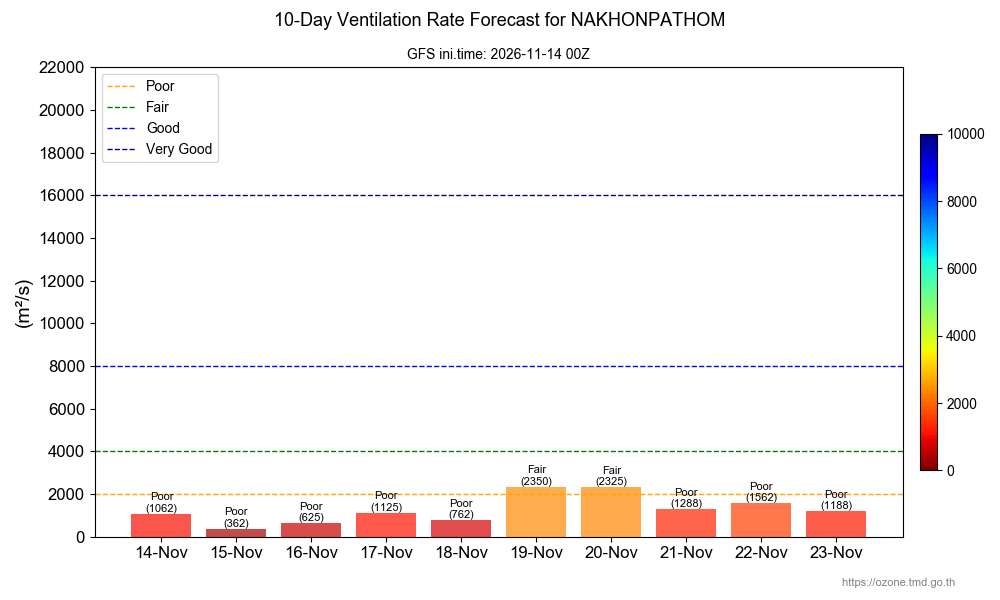 10-Day Ventilation Rate Forecast for NAKHONPATHOM
GFS ini.time: 2026-11-14 00Z
(m²/s)
22000
20000
18000
16000
14000
12000
10000
8000
6000
4000
2000
0
Poor
Fair
Good
Very Good
Poor
(1062)
Poor
(362)
Poor
(625)
Poor
(1125)
Poor
(762)
Fair
(2350)
Fair
(2325)
Poor
(1288)
Poor
(1562)
Poor
(1188)
14-Nov 15-Nov 16-Nov 17-Nov 18-Nov 19-Nov 20-Nov 21-Nov 22-Nov 23-Nov
10000
8000
6000
4000
2000
0
https://ozone.tmd.go.th